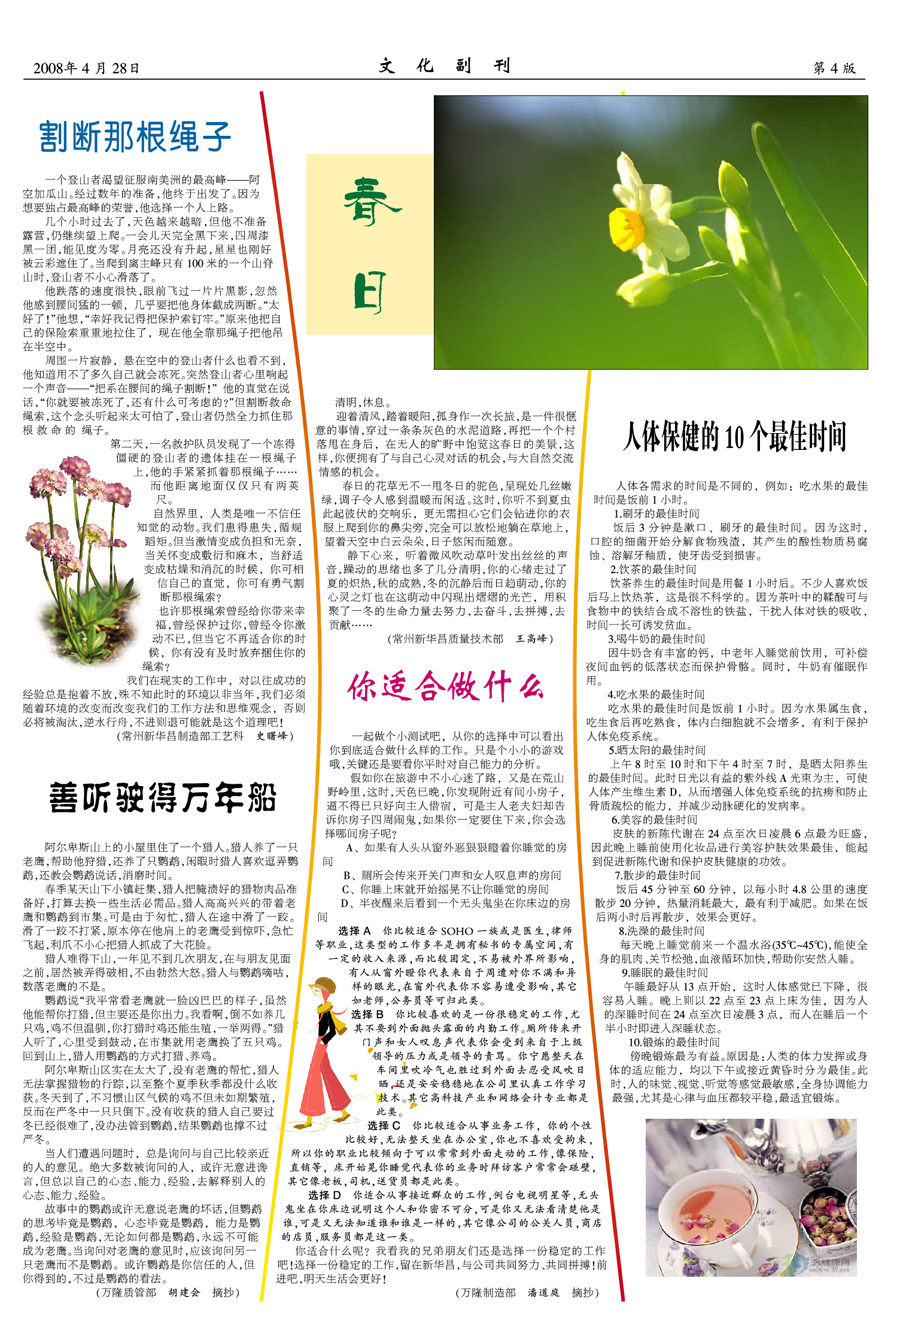 2008年 4 月 28日
文 化 副 刊
第 4 版
割断那根绳子
一个登山者渴望征服南美洲的最高峰——阿
空加瓜山。经过数年的准备,他终于出发了。因为
想要独占最高峰的荣誉,他选择一个人上路。
几个小时过去了,天色越来越暗,但他不准备
露营,仍继续望上爬。一会儿天完全黑下来,四周漆
黑一团,能见度为零。月亮还没有升起,星星也刚好
被云彩遮住了。当爬到离主峰只有 100 米的一个山脊
山时,登山者不小心滑落了。
他跌落的速度很快,眼前飞过一片片黑影,忽然
他感到腰间猛的一顿，几乎要把他身体截成两断。“太
好了!”他想,“幸好我记得把保护索钉牢。”原来他把自
己的保险索重重地拉住了，现在他全靠那绳子把他吊
在半空中。
周围一片寂静，悬在空中的登山者什么也看不到,
他知道用不了多久自己就会冻死。突然登山者心里响起
一个声音——“把系在腰间的绳子割断!” 他的直觉在说
话,“你就要被冻死了,还有什么可考虑的?”但割断救命
绳索,这个念头听起来太可怕了,登山者仍然全力抓住那
根 救 命 的 绳子。
第二天,一名救护队员发现了一个冻得
僵硬的登山者的遗体挂在一根绳子
上,他的手紧紧抓着那根绳子……
而他距离地面仅仅只有两英
尺。
自然界里，人类是唯一不信任
知觉的动物。我们患得患失,循规
蹈矩。但当激情变成负担和无奈,
当关怀变成敷衍和麻木，当舒适
变成枯燥和消沉的时候，你可相
信自己的直觉，你可有勇气割
断那根绳索?
也许那根绳索曾经给你带来幸
福,曾经保护过你,曾经令你激
动不已,但当它不再适合你的时
候，你有没有及时放弃捆住你的
绳索?
我们在现实的工作中，对以往成功的
经验总是抱着不放,殊不知此时的环境以非当年,我们必须
随着环境的改变而改变我们的工作方法和思维观念，否则
必将被淘汰,逆水行舟,不进则退可能就是这个道理吧!
(常州新华昌制造部工艺科 史曙峰)
善听驶得万年船
阿尔卑斯山上的小屋里住了一个猎人。猎人养了一只
老鹰,帮助他狩猎,还养了只鹦鹉,闲暇时猎人喜欢逗弄鹦
鹉,还教会鹦鹉说话,消磨时间。
春季某天山下小镇赶集,猎人把腌渍好的猎物肉品准
备好,打算去换一些生活必需品。猎人高高兴兴的带着老
鹰和鹦鹉到市集。可是由于匆忙,猎人在途中滑了一跤。
滑了一跤不打紧,原本停在他肩上的老鹰受到惊吓,急忙
飞起,利爪不小心把猎人抓成了大花脸。
猎人难得下山,一年见不到几次朋友,在与朋友见面
之前,居然被弄得破相,不由勃然大怒。猎人与鹦鹉嘀咕,
数落老鹰的不是。
鹦鹉说“我平常看老鹰就一脸凶巴巴的样子,虽然
他能帮你打猎,但主要还是你出力。我看啊,倒不如养几
只鸡,鸡不但温驯,你打猎时鸡还能生殖,一举两得。”猎
人听了,心里受到鼓动,在市集就用老鹰换了五只鸡。
回到山上,猎人用鹦鹉的方式打猎、养鸡。
阿尔卑斯山区实在太大了,没有老鹰的帮忙,猎人
无法掌握猎物的行踪,以至整个夏季秋季都没什么收
获。冬天到了,不习惯山区气候的鸡不但未如期繁殖,
反而在严冬中一只只倒下。没有收获的猎人自己要过
冬已经很难了,没办法管到鹦鹉,结果鹦鹉也撑不过
严冬。
当人们遭遇问题时，总是询问与自己比较亲近
的人的意见。绝大多数被询问的人，或许无意进谗
言,但总以自己的心态、能力、经验,去解释别人的
心态、能力、经验。
故事中的鹦鹉或许无意说老鹰的坏话,但鹦鹉
的思考毕竟是鹦鹉，心态毕竟是鹦鹉，能力是鹦
鹉,经验是鹦鹉,无论如何都是鹦鹉,永远不可能
成为老鹰。当询问对老鹰的意见时,应该询问另一
只老鹰而不是鹦鹉。或许鹦鹉是你信任的人,但
你得到的,不过是鹦鹉的看法。
(万隆质管部 胡建会 摘抄)
春
日
清明,休息。
迎着清风,踏着暖阳,孤身作一次长旅,是一件很惬
意的事情,穿过一条条灰色的水泥道路,再把一个个村
落甩在身后，在无人的旷野中饱览这春日的美景,这
样,你便拥有了与自己心灵对话的机会,与大自然交流
情感的机会。
春日的花草无不一甩冬日的鸵色,呈现处几丝嫩
绿,调子令人感到温暖而闲适。这时,你听不到夏虫
此起彼伏的交响乐，更无需担心它们会钻进你的衣
服上爬到你的鼻尖旁,完全可以放松地躺在草地上,
望着天空中白云朵朵,日子悠闲而随意。
静下心来，听着微风吹动草叶发出丝丝的声
音,躁动的思绪也多了几分清明,你的心绪走过了
夏的炽热,秋的成熟,冬的沉静后而日趋萌动,你的
心灵之灯也在这萌动中闪现出熠熠的光芒，用积
聚了一冬的生命力量去努力,去奋斗,去拼搏,去
贡献……
(常州新华昌质量技术部 王高峰)
你适合做什么
一起做个小测试吧，从你的选择中可以看出
你到底适合做什么样的工作。只是个小小的游戏
哦,关键还是要看你平时对自己能力的分析。
假如你在旅游中不小心迷了路，又是在荒山
野岭里,这时,天色已晚,你发现附近有间小房子,
逼不得已只好向主人借宿，可是主人老夫妇却告
诉你房子四周闹鬼,如果你一定要住下来,你会选
择哪间房子呢?
A、如果有人头从窗外恶狠狠瞪着你睡觉的房
间
B、厕所会传来开关门声和女人叹息声的房间
C、你睡上床就开始摇晃不让你睡觉的房间
D、半夜醒来后看到一个无头鬼坐在你床边的房
间
选择 A 你比较适合 SOHO 一族或是医生,律师
等职业,这类型的工作多半是拥有秘书的专属空间,有
一定的收入来源,而比较固定,不易被外界所影响,
有人从窗外瞪你代表来自于周遭对你不满和异
样的眼光,在窗外代表你不容易遭受影响,其它
如老师,公务员等可归此类。
选择 B 你比较喜欢的是一份很稳定的工作,尤
其不要到外面抛头露面的内勤工作。厕所传来开
门声和女人叹息声代表你会受到来自于上级
领导的压力或是领导的责骂。你宁愿整天在
车间里吹冷气也胜过到外面去忍受风吹日
晒,还是安安稳稳地在公司里认真工作学习
技术。其它高科技产业和网络会计专业都是
此类。
选择 C 你比较适合从事业务工作，你的个性
比较好,无法整天坐在办公室,你也不喜欢受拘束,
所以你的职业比较倾向于可以常常到外面走动的工作,像保险,
直销等，床开始晃你睡觉代表你的业务时拜访客户常常会碰壁,
其它像老板,司机,送货员都是此类。
选择 D 你适合从事接近群众的工作,例台电视明星等,无头
鬼坐在你床边说明这个人和你密不可分,可是你又无法看清楚他是
谁,可是又无法知道谁和谁是一样的,其它像公司的公关人员,商店
的店员,服务员都是这一类。
你适合什么呢? 我看我的兄弟朋友们还是选择一份稳定的工作
吧!选择一份稳定的工作,留在新华昌,与公司共同努力、共同拼搏!前
进吧,明天生活会更好!
(万隆制造部 潘道庭 摘抄)
人体保健的 10 个最佳时间
人体各需求的时间是不同的，例如：吃水果的最佳
时间是饭前 1 小时。
1.刷牙的最佳时间
饭后 3 分钟是漱口、刷牙的最佳时间。因为这时,
口腔的细菌开始分解食物残渣，其产生的酸性物质易腐
蚀、溶解牙釉质，使牙齿受到损害。
2.饮茶的最佳时间
饮茶养生的最佳时间是用餐 1 小时后。不少人喜欢饭
后马上饮热茶，这是很不科学的。因为茶叶中的鞣酸可与
食物中的铁结合成不溶性的铁盐，干扰人体对铁的吸收,
时间一长可诱发贫血。
3.喝牛奶的最佳时间
因牛奶含有丰富的钙，中老年人睡觉前饮用，可补偿
夜间血钙的低落状态而保护骨骼。同时，牛奶有催眠作
用。
4.吃水果的最佳时间
吃水果的最佳时间是饭前 1 小时。因为水果属生食,
吃生食后再吃熟食，体内白细胞就不会增多，有利于保护
人体免疫系统。
5.晒太阳的最佳时间
上午 8 时至 10 时和下午 4 时至 7 时，是晒太阳养生
的最佳时间。此时日光以有益的紫外线 A 光束为主，可使
人体产生维生素 D，从而增强人体免疫系统的抗痨和防止
骨质疏松的能力，并减少动脉硬化的发病率。
6.美容的最佳时间
皮肤的新陈代谢在 24 点至次日凌晨 6 点最为旺盛,
因此晚上睡前使用化妆品进行美容护肤效果最佳，能起
到促进新陈代谢和保护皮肤健康的功效。
7.散步的最佳时间
饭后 45 分钟至 60 分钟，以每小时 4.8 公里的速度
散步 20 分钟，热量消耗最大，最有利于减肥。如果在饭
后两小时后再散步，效果会更好。
8.洗澡的最佳时间
每天晚上睡觉前来一个温水浴(35℃~45℃),能使全
身的肌肉、关节松弛,血液循环加快,帮助你安然入睡。
9.睡眠的最佳时间
午睡最好从 13 点开始，这时人体感觉已下降，很
容易入睡。晚上则以 22 点至 23 点上床为佳，因为人
的深睡时间在 24 点至次日凌晨 3 点，而人在睡后一个
半小时即进入深睡状态。
10.锻炼的最佳时间
傍晚锻炼最为有益。原因是:人类的体力发挥或身
体的适应能力，均以下午或接近黄昏时分为最佳。此
时,人的味觉、视觉、听觉等感觉最敏感,全身协调能力
最强,尤其是心律与血压都较平稳,最适宜锻炼。